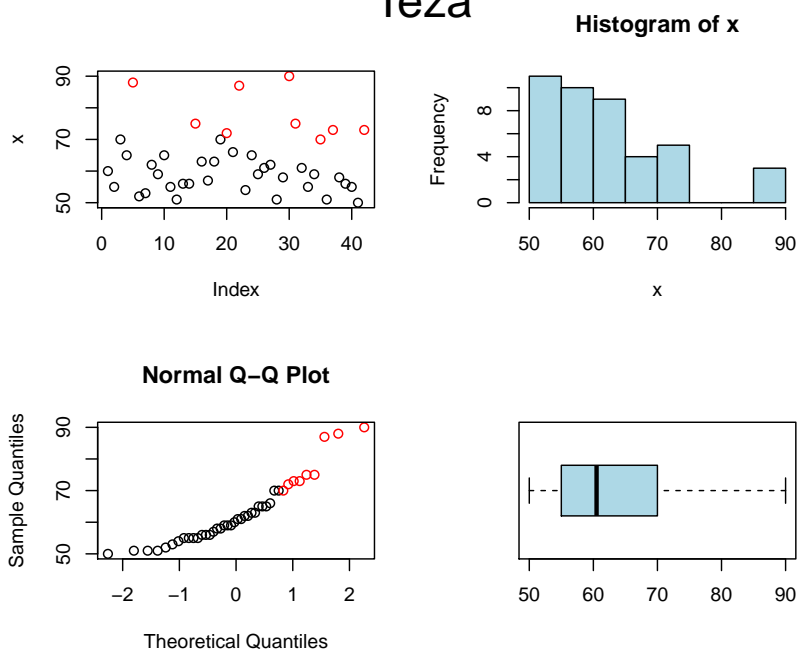 Teža
Histogram of x
x
90
70
50
0 10 20 30 40
Index
Frequency
8
4
0
50 60 70 80 90
x
Normal Q−Q Plot
Sample Quantiles
90
70
50
−2 −1 0 1 2
Theoretical Quantiles
50 60 70 80 90